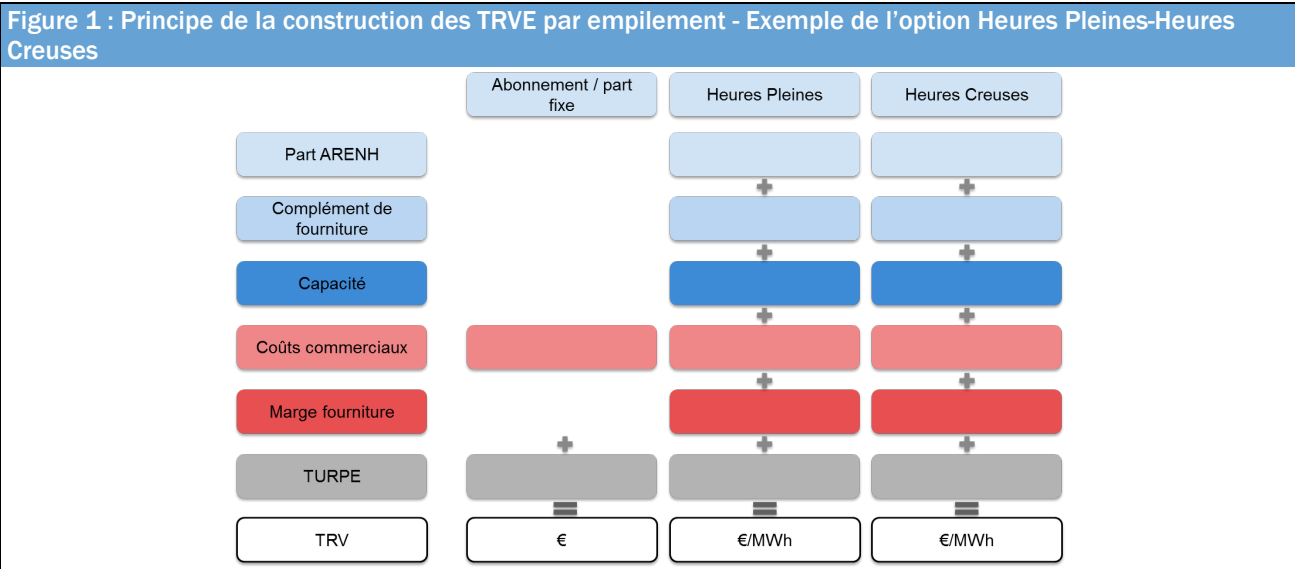 Figure 1 : Principe de la construction des TRVE par empilement - Exemple de l'option Heures Pleines-Heures
Creuses
Abonnement / part
fixe
Heures Pleines
Heures Creuses
Part ARENH
+
+
Complément de
fourniture
+
+
Capacité
+
+
Coûts commerciaux
+
+
Marge fourniture
+
+
+
TURPE
=
=
=
TRV
€
€/MWh
€/MWh